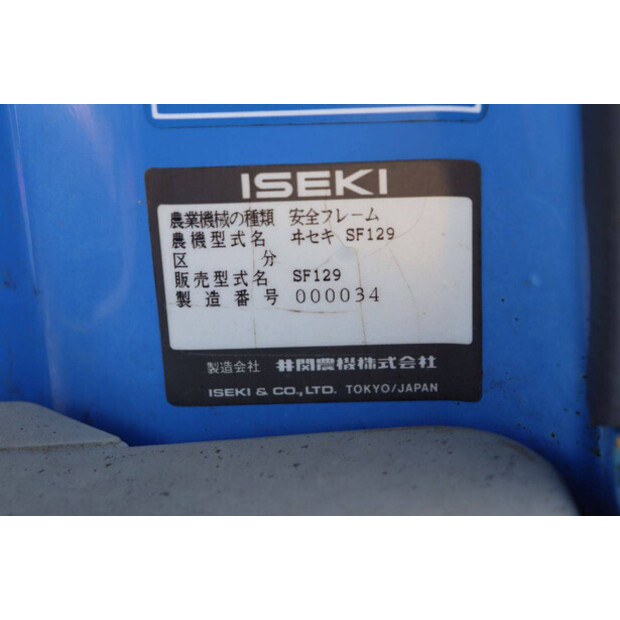 ISEKI
農業機械の種類 安全フレーム
農機型式名 ヰセキ SF129
区分
販売型式名 SF129
製造番号 000034
製造会社 井関農機株式会社
ISEKI & CO., LTD. TOKYO/JAPAN